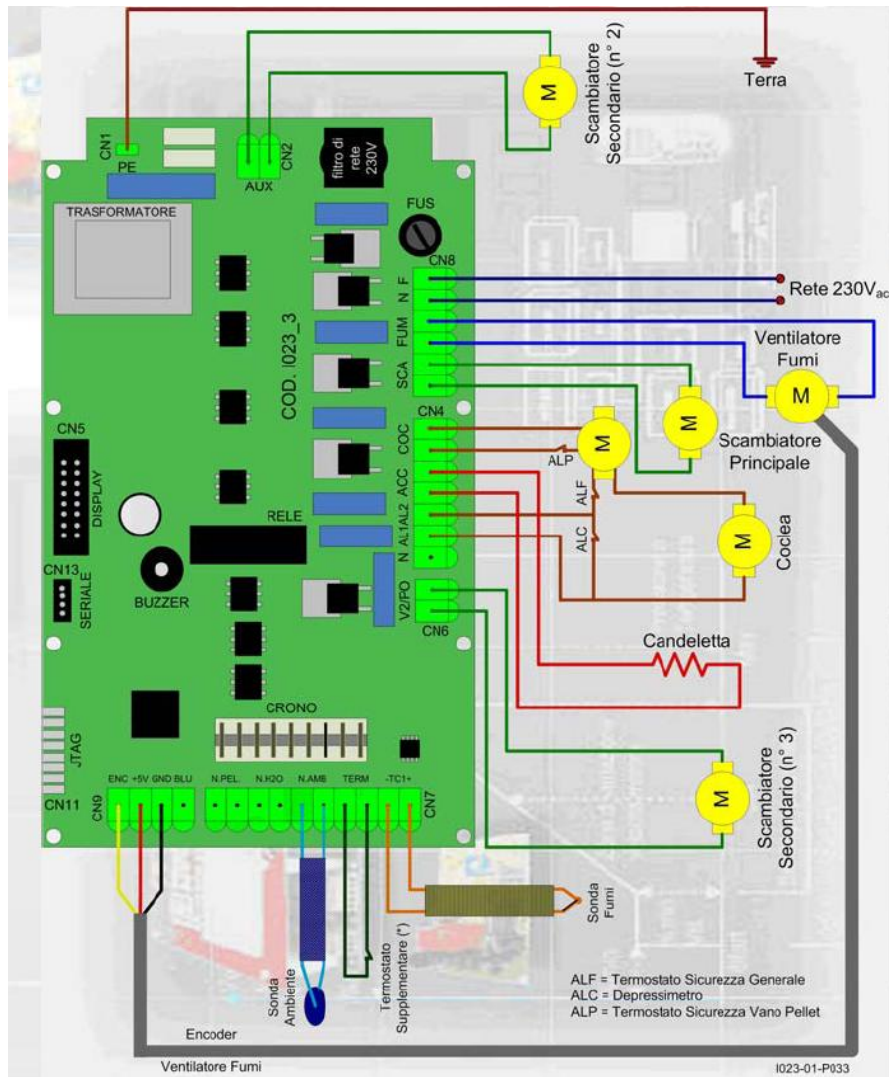 Terra
Scambiatore
Secondario (n° 2)
CN1
PE
CN2
AUX
filtro di
rete
230V
TRASFORMATORE
FUS
CN8
N F
Rete 230Vac
FUM
Ventilatore
Fumi
SCA
COD. I023_3
Scambiatore
Principale
CN4
COC
ALP
ACC
ALF
AL1AL2
ALC
N
Coclea
CN5
DISPLAY
RELE
CN13
SERIALE
BUZZER
V2/PO
CN6
Candeletta
CRONO
JTAG
CN11
ENC +5V GND BLU
N.PEL. N.H2O N.AMB TERM -TC1+
CN9
CN7
M
M
M
M
M
M
Scambiatore
Secondario (n° 3)
Sonda
Fumi
Sonda
Ambiente
Termostato
Supplementare (*)
ALF = Termostato Sicurezza Generale
ALC = Depressimetro
ALP = Termostato Sicurezza Vano Pellet
Encoder
Ventilatore Fumi
I023-01-P033